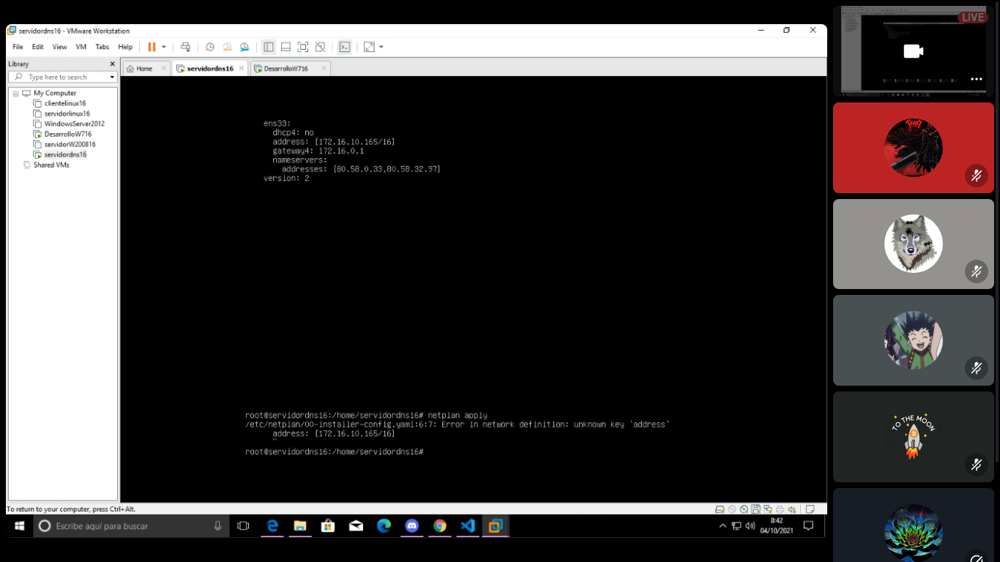 servidordns16 - VMware Workstation
File Edit View VM Tabs Help
Library
Type here to search
My Computer
clientelinux16
servidorlinux16
WindowsServer2012
DesarrolloW716
servidorW200816
servidordns16
Shared VMs
Home servidordns16 DesarrolloW716
ens33:
dhcp4: no
address: [172.16.10.165/16]
gateway4: 172.16.0.1
nameservers:
addresses: [80.58.0.33,80.58.32.97]
version: 2
root@servidordns16:/home/servidordns16# netplan apply
/etc/netplan/00-installer-config.yaml:6:7: Error in network definition: unknown key 'address'
address: [172.16.10.165/16]
^
root@servidordns16:/home/servidordns16#
To return to your computer, press Ctrl+Alt.
Escribe aquí para buscar
8:42
04/10/2021
LIVE
TO THE MOON